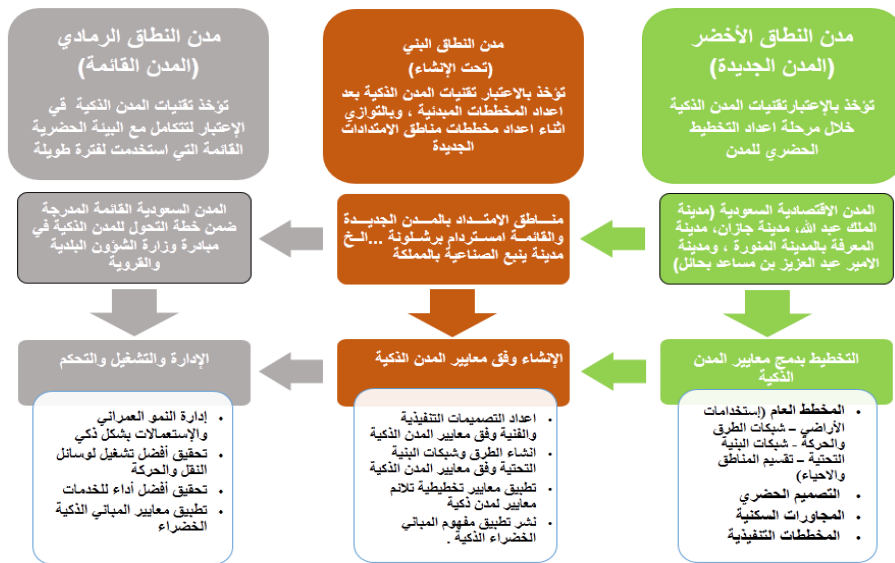 مدن النطاق الأخضر
(المدن الجديدة)
تؤخذ بالإعتبارتقنيات المدن الذكية
خلال مرحلة اعداد التخطيط
الحضري للمدن
مدن النطاق البني
(تحت الإنشاء)
تؤخذ بالاعتبار تقنيات المدن الذكية بعد
اعداد المخططات المبدئية ، وبالتوازي
اثناء اعداد مخططات مناطق الامتدادات
الجديدة
مدن النطاق الرمادي
(المدن القائمة)
تؤخذ تقنيات المدن الذكية في
الإعتبار لتتكامل مع البيئة الحضرية
القائمة التي استخدمت لفترة طويلة
المدن الاقتصادية السعودية (مدينة
الملك عبد الله، مدينة جازان، مدينة
المعرفة بالمدينة المنورة ، ومدينة
الامير عبد العزيز بن مساعد بحائل)
منـــاطق الامتـداد بالمــدن الجديــدة
والقائمـة امسـتردام برشـلونة ...الـخ
مدينة ينبع الصناعية بالمملكة
المدن السعودية القائمة المدرجة
ضمن خطة التحول للمدن الذكية في
مبادرة وزارة الشؤون البلدية
والقروية
التخطيط بدمج معايير المدن
الذكية
الإنشاء وفق معايير المدن الذكية
الإدارة والتشغيل والتحكم
• المخطط العام (إستخدامات
الأراضي – شبكات الطرق
والحركة - شبكات البنية
التحتية – تقسيم المناطق
والاحياء)
• التصميم الحضري
• المجاورات السكنية
• المخططات التنفيذية
• اعداد التصميمات التنفيذية
والفنية وفق معايير المدن الذكية
• انشاء الطرق وشبكات البنية
التحتية وفق معايير المدن الذكية
• تطبيق معايير تخطيطية تلائم
معايير لمدن ذكية
• نشر تطبيق مفهوم المباني
الخضراء الذكية .
• إدارة النمو العمراني
والإستعمالات بشكل ذكي
• تحقيق أفضل تشغيل لوسائل
النقل والحركة
• تحقيق أفضل أداء للخدمات
• تطبيق معايير المباني الذكية
الخضراء